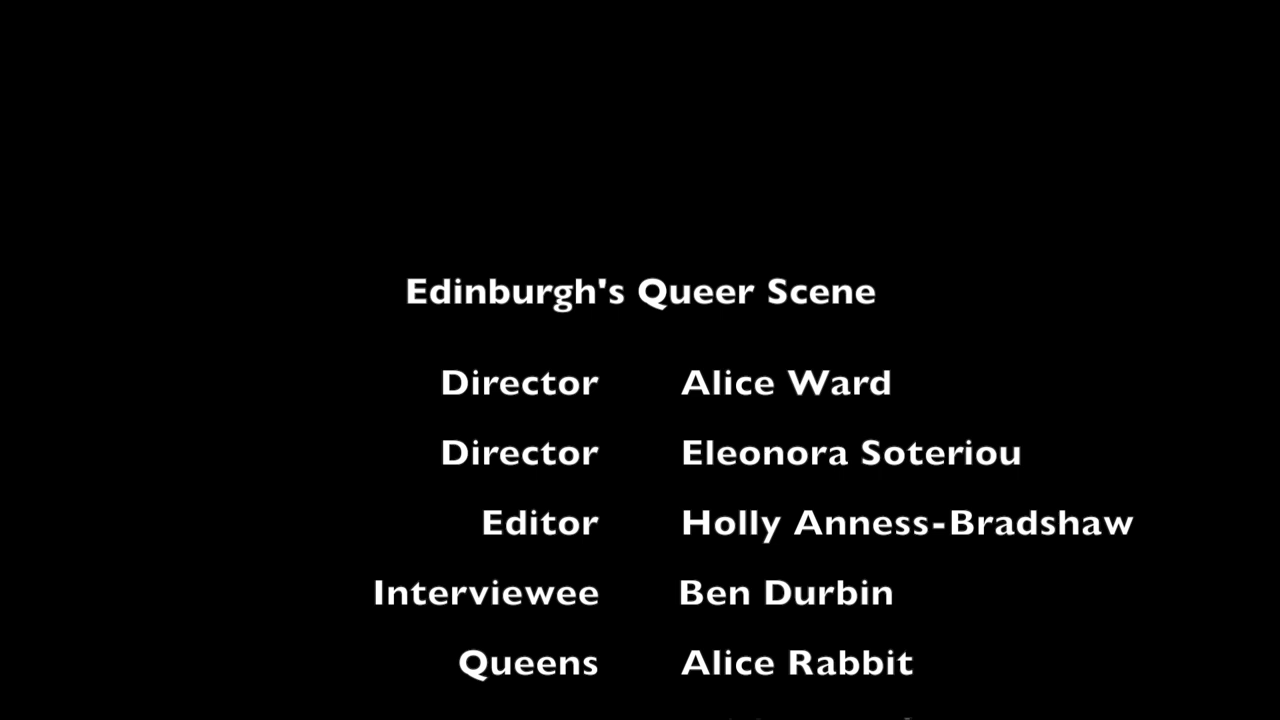 Edinburgh's Queer Scene
Director Alice Ward
Director Eleonora Soteriou
Editor Holly Anness-Bradshaw
Interviewee Ben Durbin
Queens Alice Rabbit